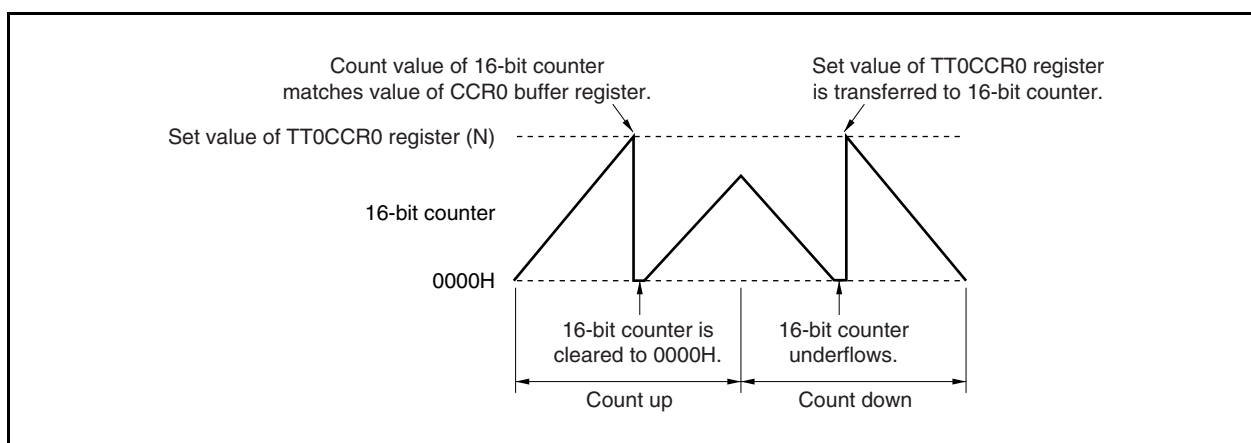 Count value of 16-bit counter
matches value of CCR0 buffer register.
Set value of TT0CCR0 register
is transferred to 16-bit counter.
Set value of TT0CCR0 register (N)
16-bit counter
0000H
16-bit counter is
cleared to 0000H.
16-bit counter
underflows.
Count up
Count down